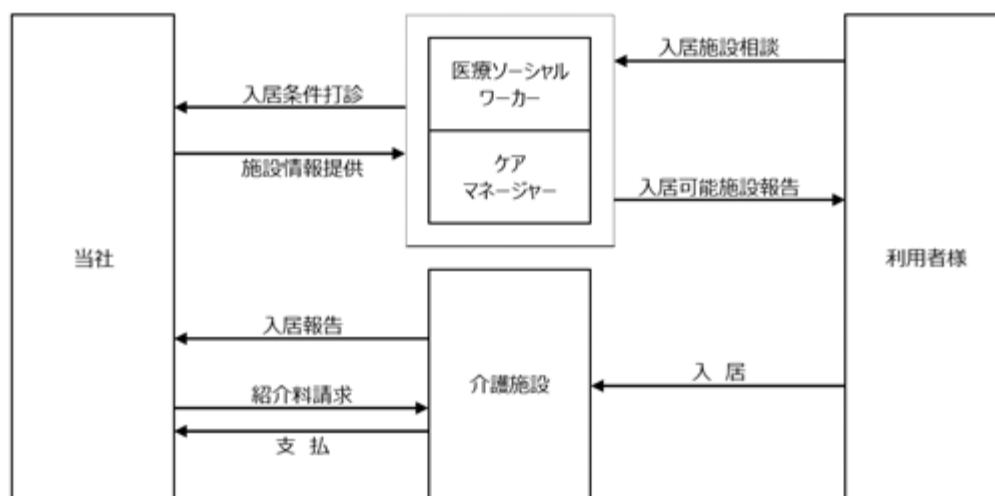 入居施設相談
医療ソーシャル
ワーカー
入居条件打診
施設情報提供
ケア
マネージャー
入居可能施設報告
当社
利用者様
入居報告
介護施設
入 居
紹介料請求
支 払